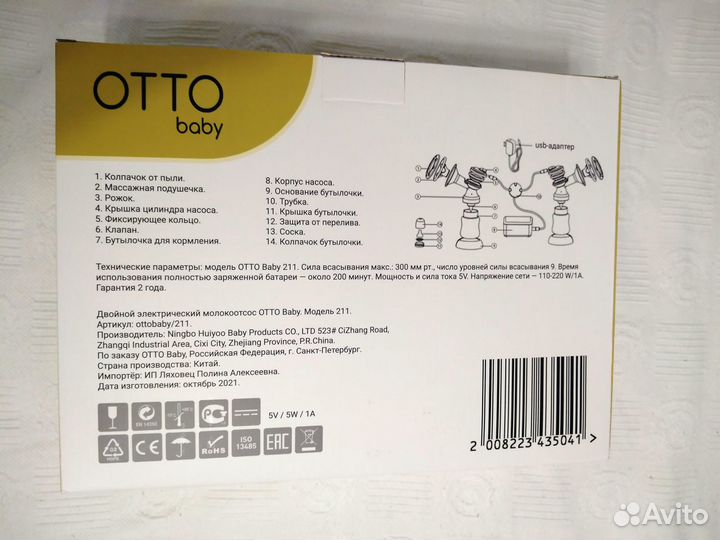 OTTO
baby
usb-адаптер
1. Колпачок от пыли.
2. Массажная подушечка.
3. Рожок.
4. Крышка цилиндра насоса.
5. Фиксирующее кольцо.
6. Клапан.
7. Бутылочка для кормления.
8. Корпус насоса.
9. Основание бутылочки.
10. Трубка.
11. Крышка бутылочки.
12. Защита от перелива.
13. Соска.
14. Колпачок бутылочки.
Технические параметры: модель OTTO Baby 211. Сила всасывания макс.: 300 мм рт., число уровней силы всасывания 9. Время
использования полностью заряженной батареи — около 200 минут. Мощность и сила тока 5V. Напряжение сети — 110-220 W/1A.
Гарантия 2 года.
Двойной электрический молокоотсос OTTO Baby. Модель 211.
Артикул: ottobaby/211.
Производитель: Ningbo Huiyoo Baby Products CO., LTD 523# CiZhang Road,
Zhangqi Industrial Area, Cixi City, Zhejiang Province, P.R.China.
По заказу OTTO Baby, Российская Федерация, г. Санкт-Петербург.
Страна производства: Китай.
Импортёр: ИП Ляховец Полина Алексеевна.
Дата изготовления: октябрь 2021.
5V / 5W / 1A
CE
RoHS
ISO
13485
EAC
2 008223 435041 >
Avito